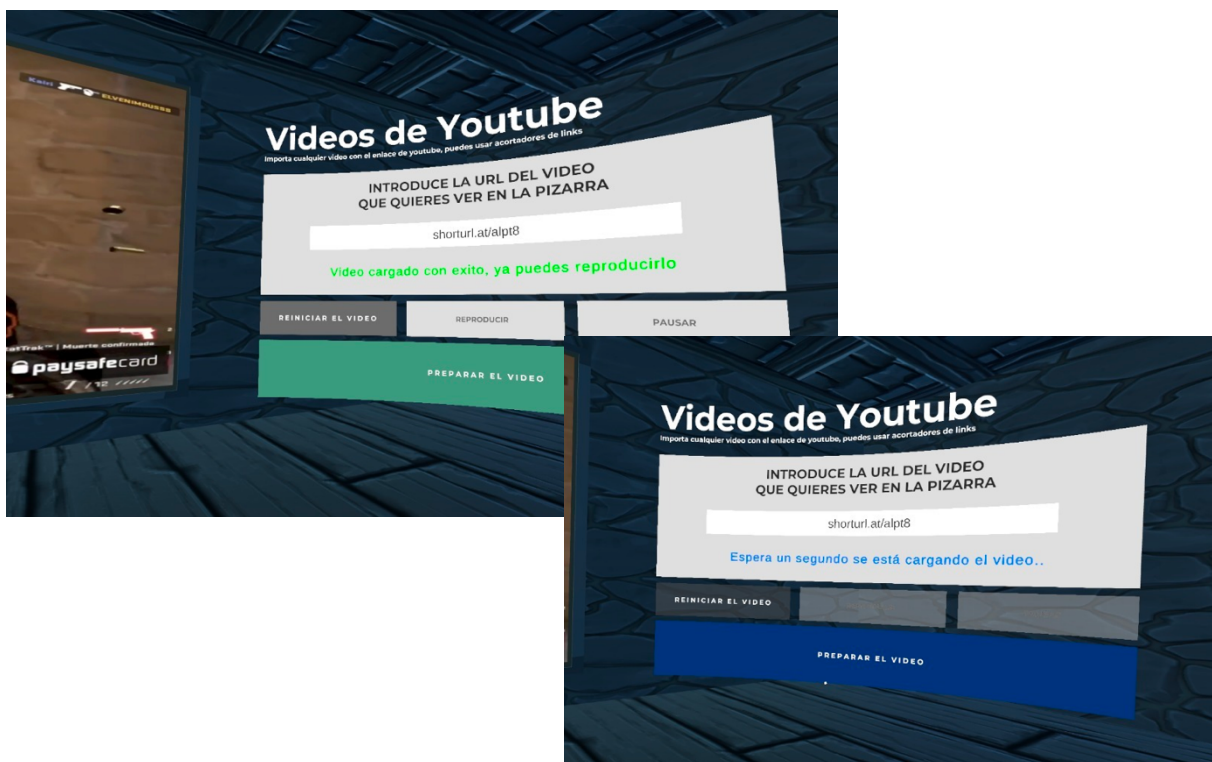 Kairi ELVENIMOUSSS
Videos de Youtube
Importa cualquier video con el enlace de youtube, puedes usar acortadores de links
INTRODUCE LA URL DEL VIDEO
QUE QUIERES VER EN LA PIZARRA
shorturl.at/alpt8
Video cargado con exito, ya puedes reproducirlo
REINICIAR EL VIDEO REPRODUCIR PAUSAR
PREPARAR EL VIDEO
| Muerte confirmada
paysafecard
Videos de Youtube
Importa cualquier video con el enlace de youtube, puedes usar acortadores de links
INTRODUCE LA URL DEL VIDEO
QUE QUIERES VER EN LA PIZARRA
shorturl.at/alpt8
Espera un segundo se está cargando el video..
REINICIAR EL VIDEO
PREPARAR EL VIDEO